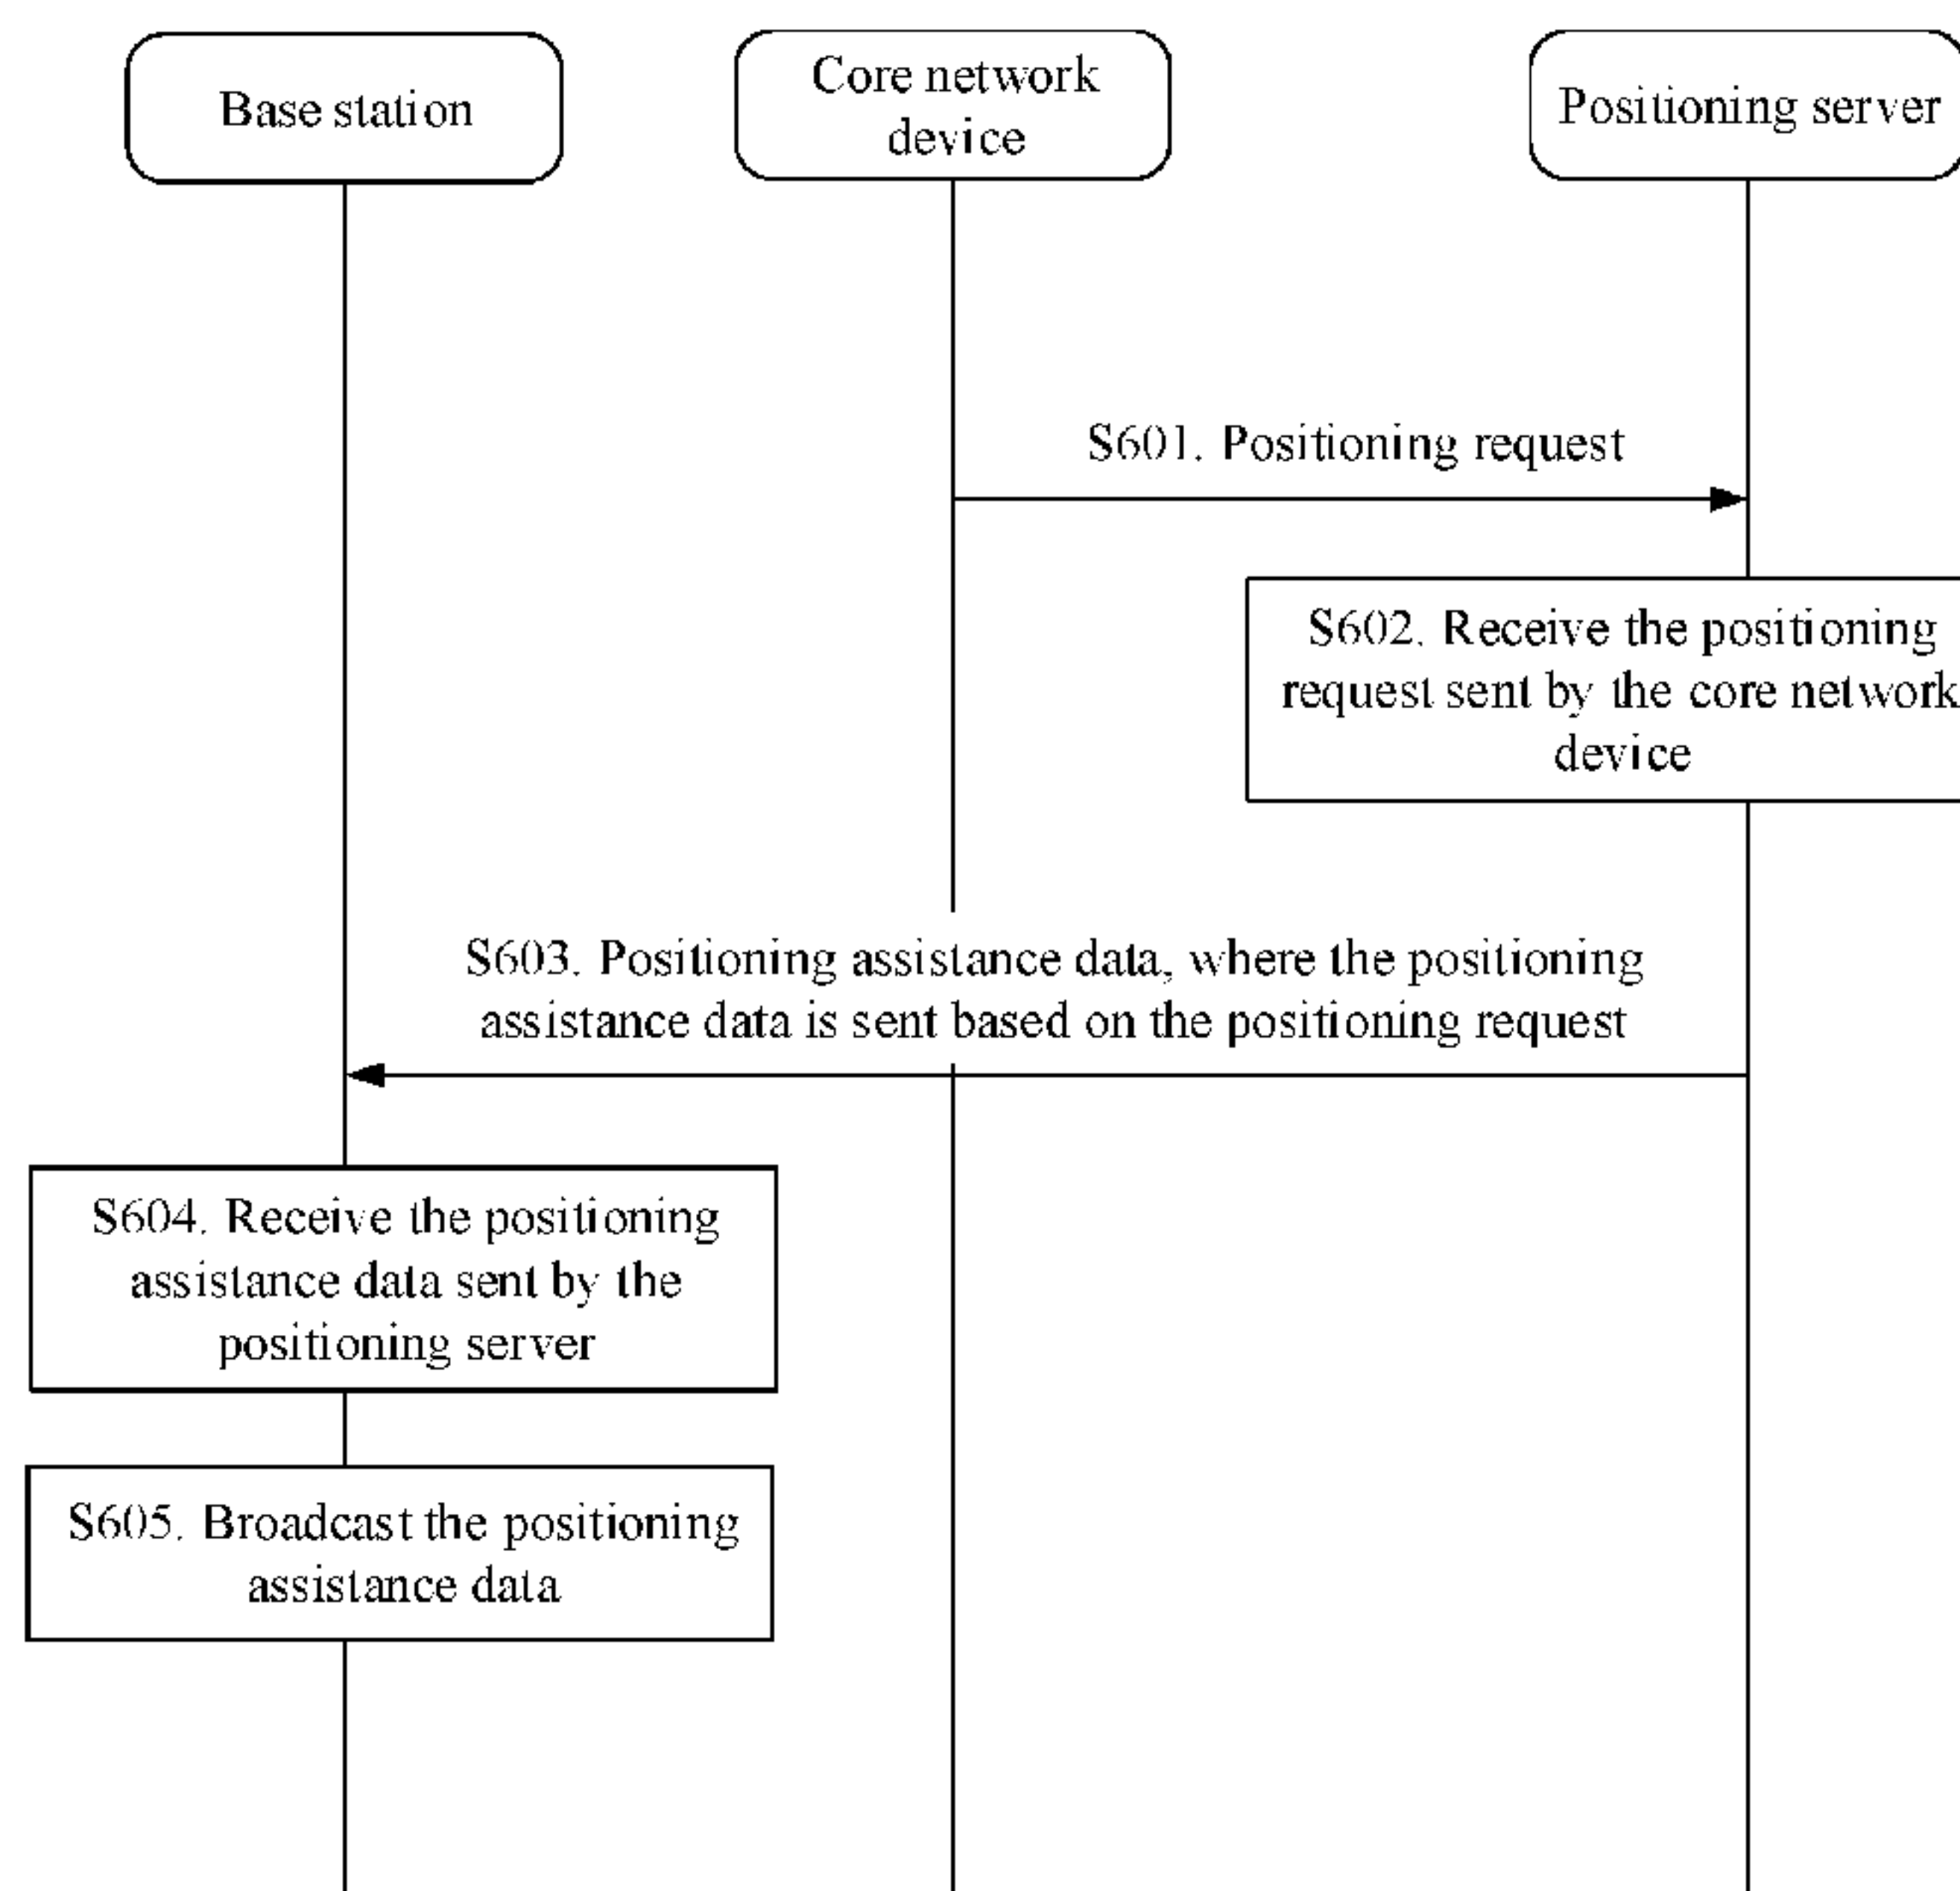 Base station
Core network
device
Positioning server
S601. Positioning request
S602. Receive the positioning
request sent by the core network
device
S603. Positioning assistance data, where the positioning
assistance data is sent based on the positioning request
S604. Receive the positioning
assistance data sent by the
positioning server
S605. Broadcast the positioning
assistance data